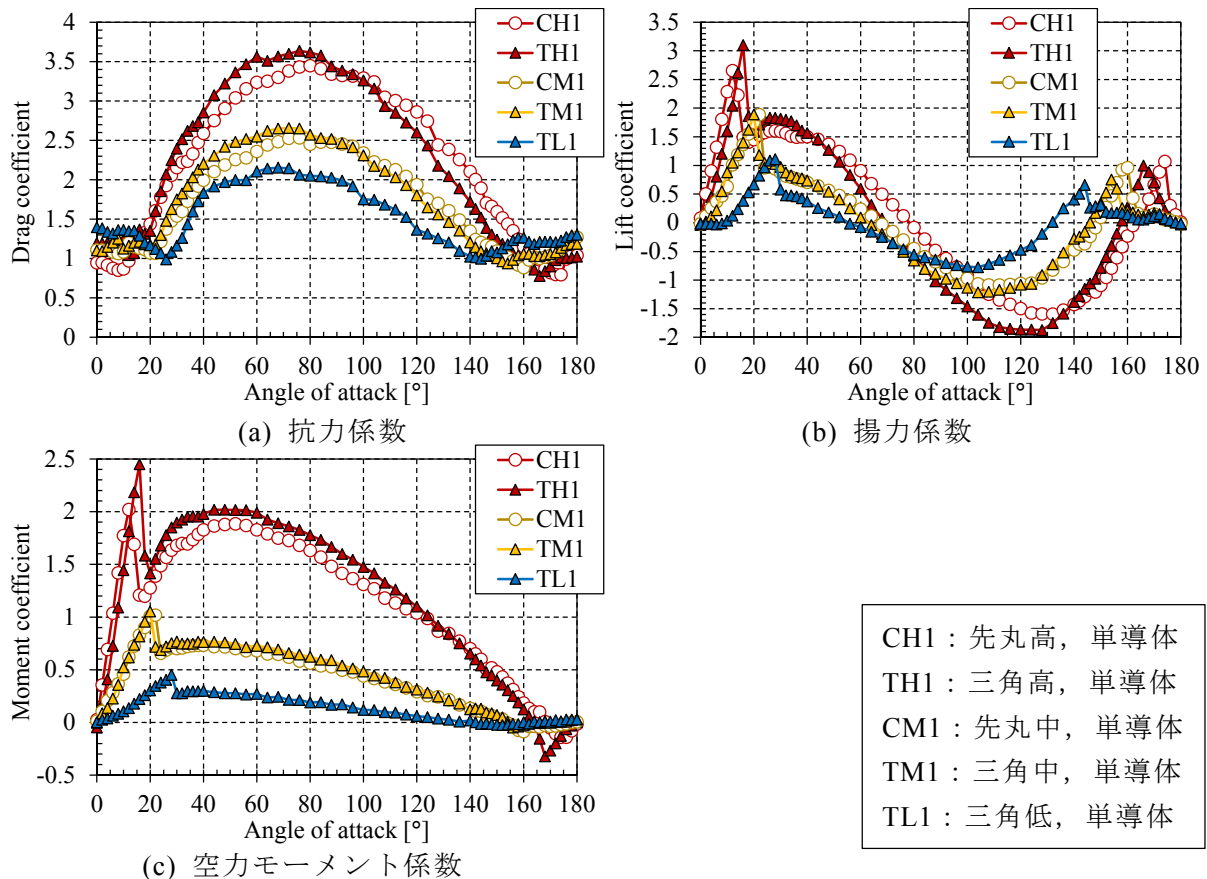 Drag coefficient
4
3.5
3
2.5
2
1.5
1
0.5
0
0 20 40 60 80 100 120 140 160 180
Angle of attack [°]
CH1
TH1
CM1
TM1
TL1
(a) 抗力係数
Lift coefficient
3.5
3
2.5
2
1.5
1
0.5
0
-0.5
-1
-1.5
-2
0 20 40 60 80 100 120 140 160 180
Angle of attack [°]
CH1
TH1
CM1
TM1
TL1
(b) 揚力係数
Moment coefficient
2.5
2
1.5
1
0.5
0
-0.5
0 20 40 60 80 100 120 140 160 180
Angle of attack [°]
CH1
TH1
CM1
TM1
TL1
(c) 空力モーメント係数
CH1：先丸高，単導体
TH1：三角高，単導体
CM1：先丸中，単導体
TM1：三角中，単導体
TL1：三角低，単導体